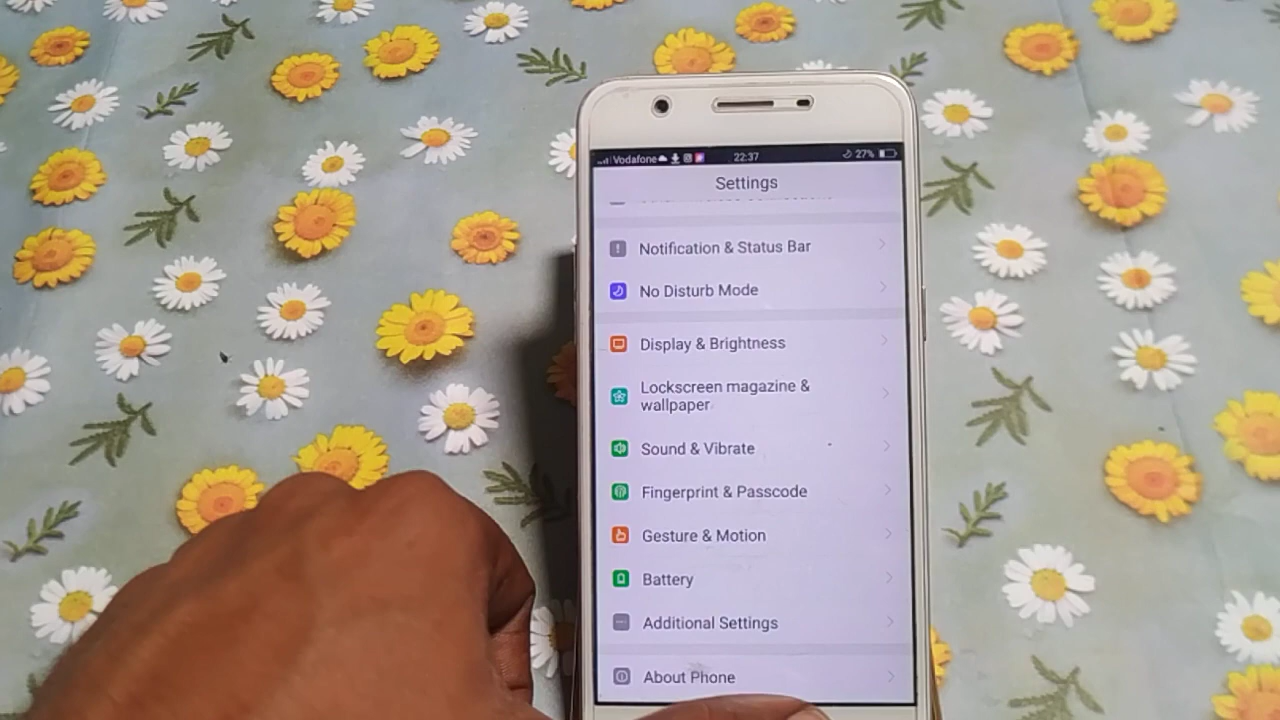 Vodafone 22:37 27%
Settings
Notification & Status Bar
No Disturb Mode
Display & Brightness
Lockscreen magazine &
wallpaper
Sound & Vibrate
Fingerprint & Passcode
Gesture & Motion
Battery
Additional Settings
About Phone